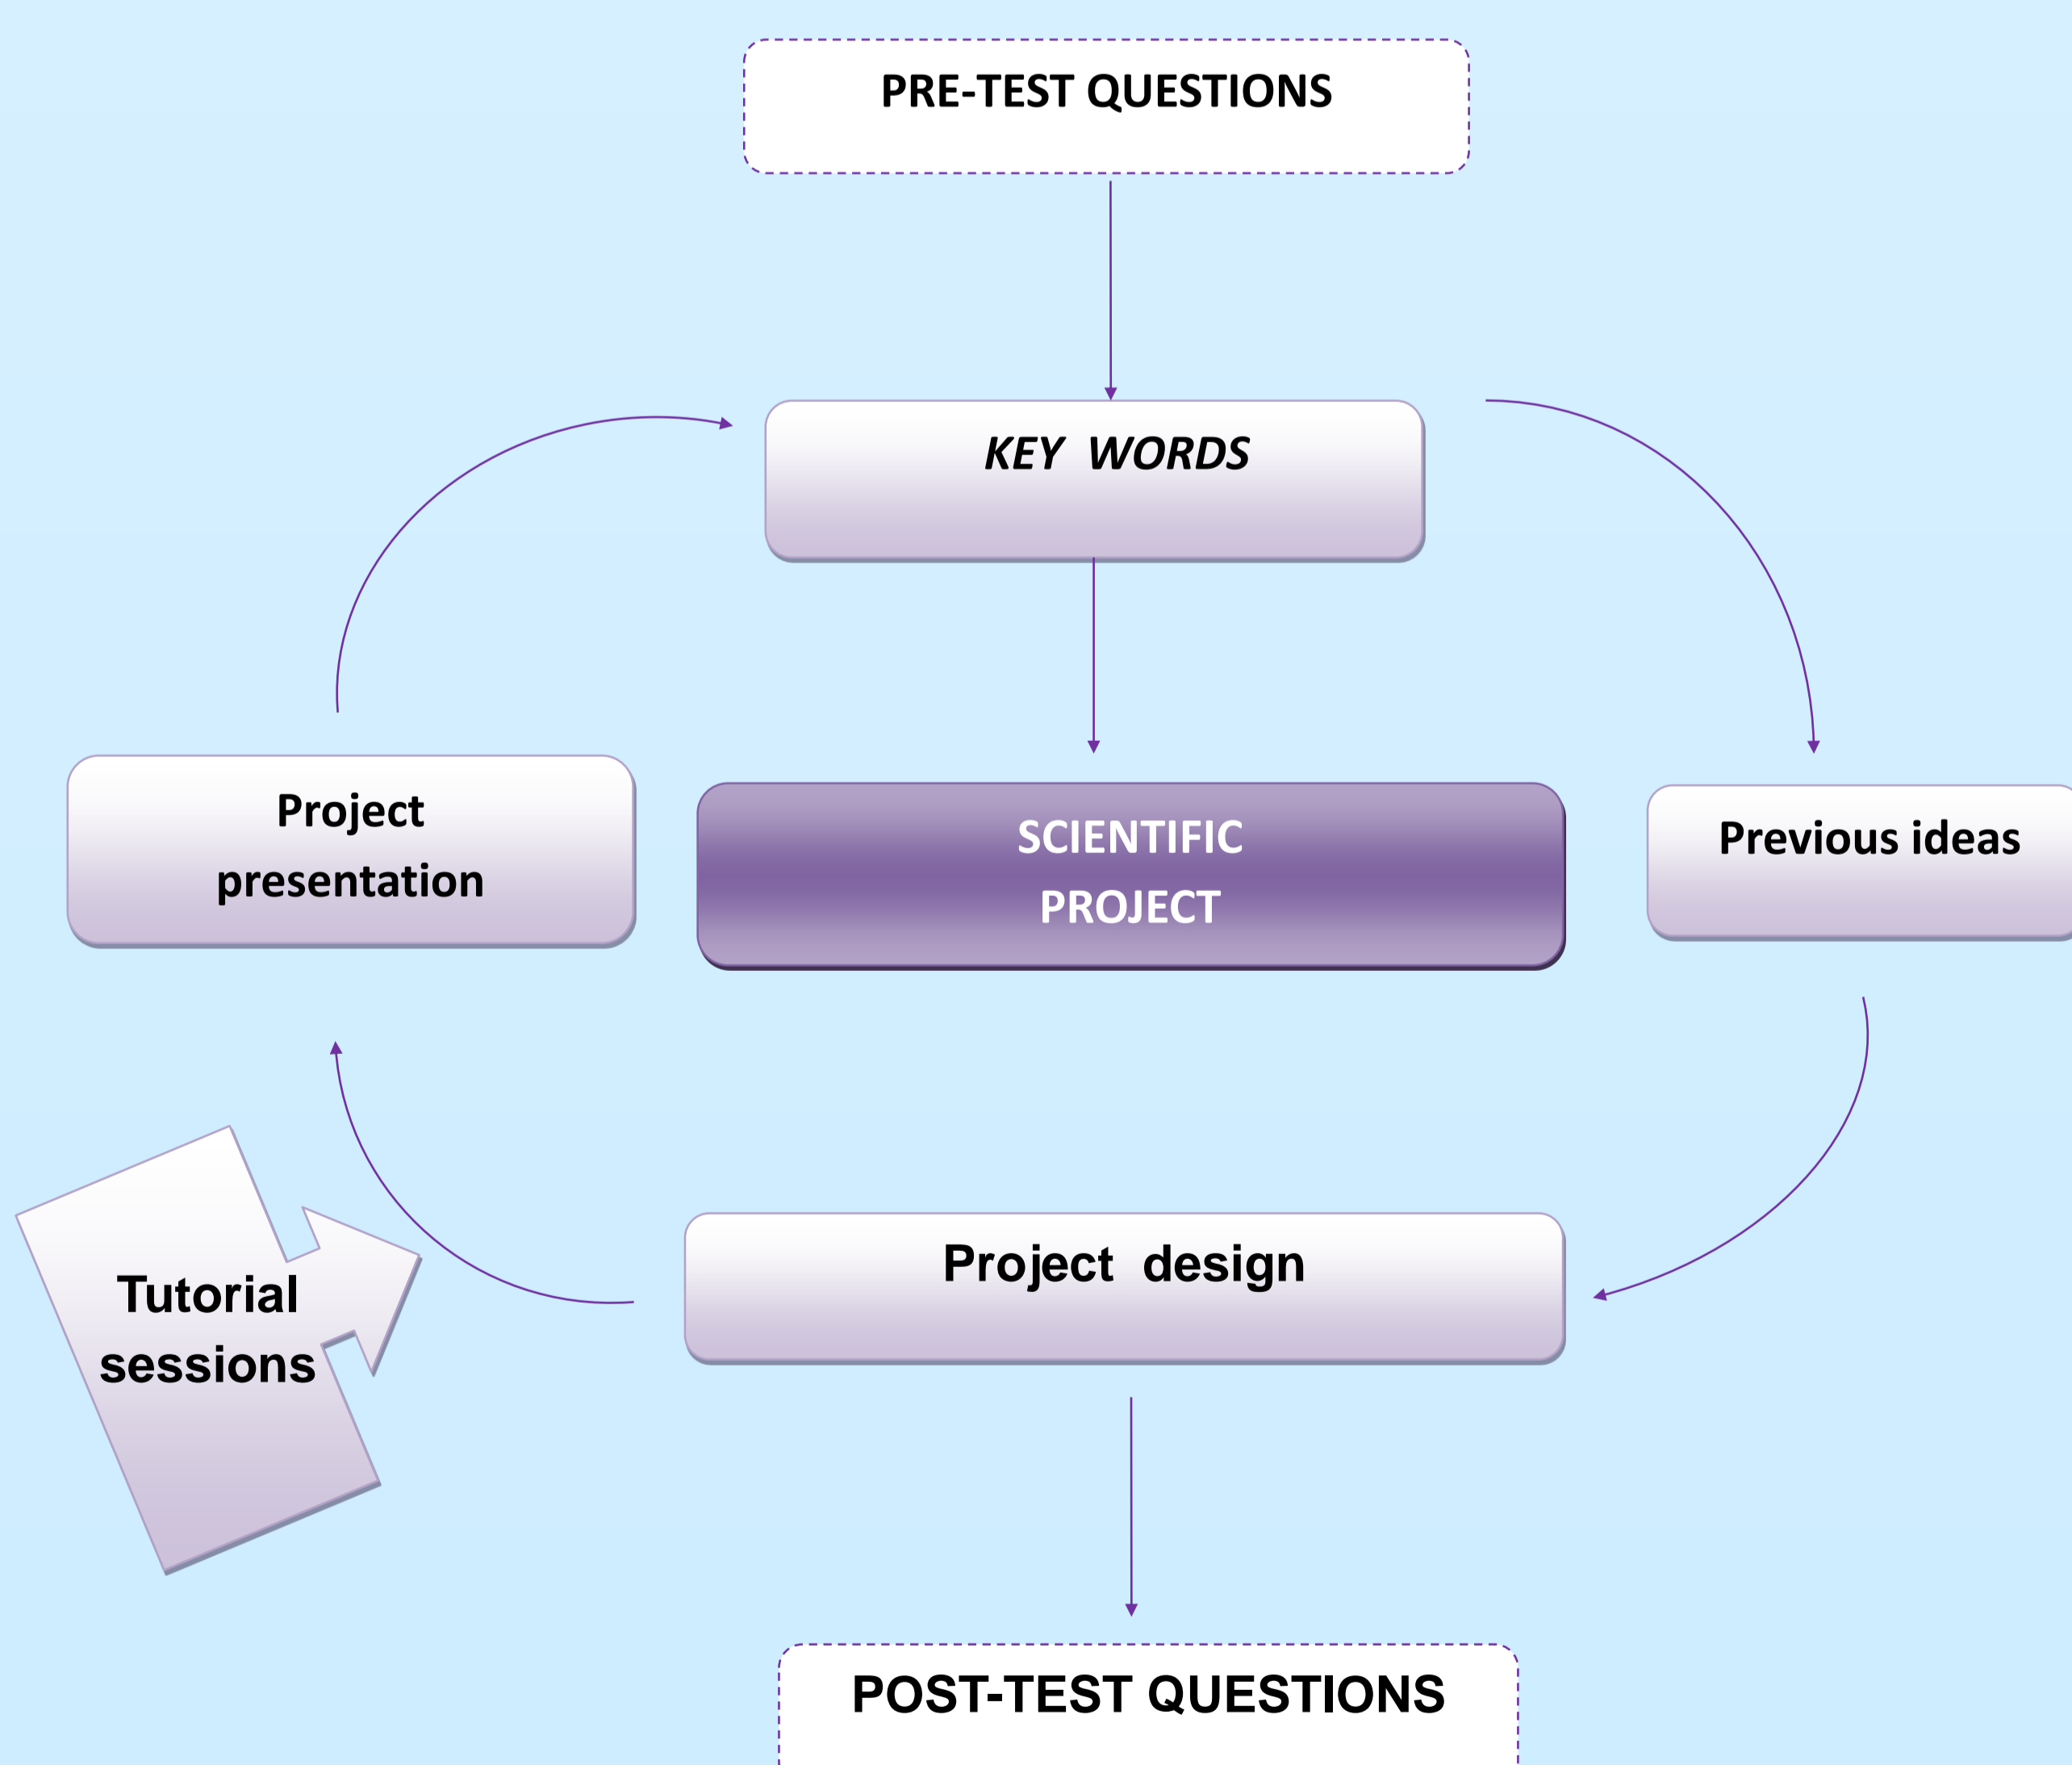 PRE-TEST QUESTIONS
KEY WORDS
Project
presentation
SCIENTIFIC
PROJECT
Previous ideas
Project design
Tutorial
sessions
POST-TEST QUESTIONS